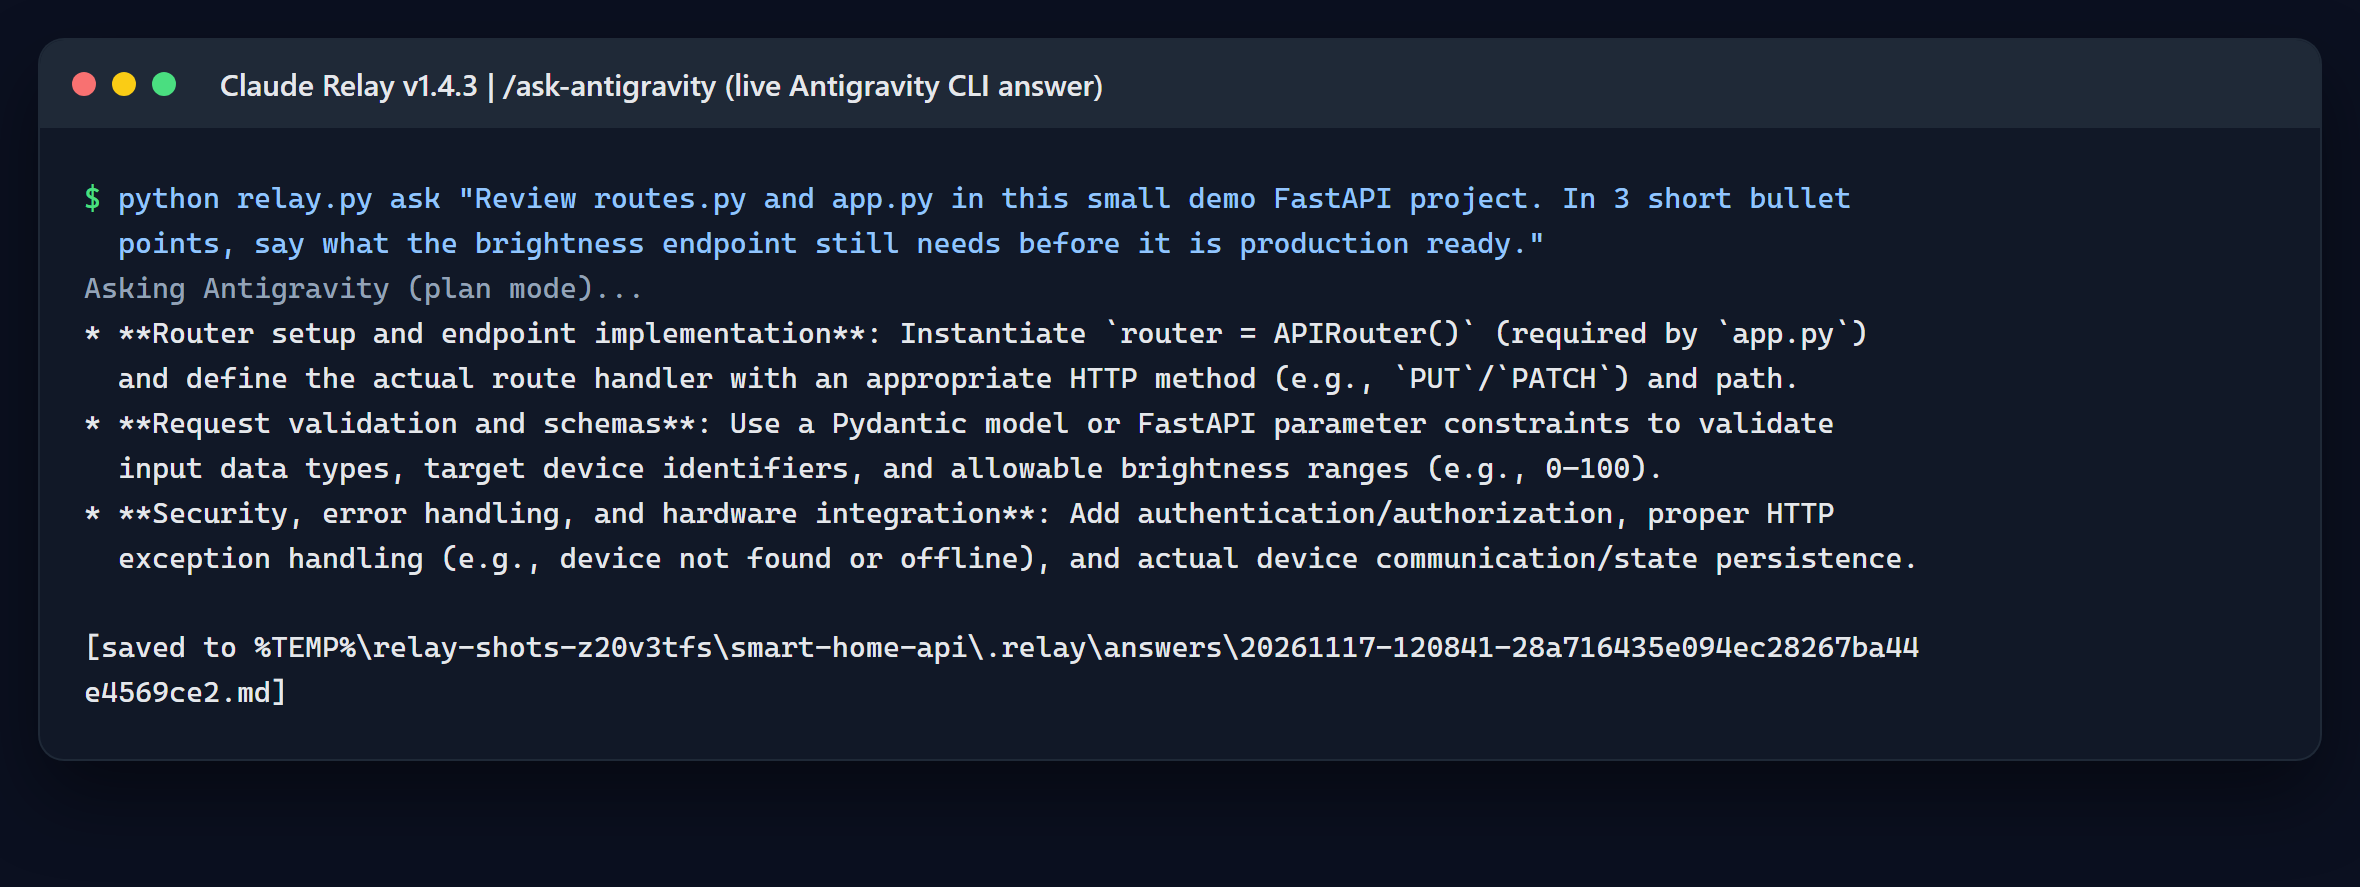 Claude Relay v1.4.3 | /ask-antigravity (live Antigravity CLI answer)
$ python relay.py ask "Review routes.py and app.py in this small demo FastAPI project. In 3 short bullet
points, say what the brightness endpoint still needs before it is production ready."
Asking Antigravity (plan mode)...
* **Router setup and endpoint implementation**: Instantiate `router = APIRouter()` (required by `app.py`)
and define the actual route handler with an appropriate HTTP method (e.g., `PUT`/`PATCH`) and path.
* **Request validation and schemas**: Use a Pydantic model or FastAPI parameter constraints to validate
input data types, target device identifiers, and allowable brightness ranges (e.g., 0-100).
* **Security, error handling, and hardware integration**: Add authentication/authorization, proper HTTP
exception handling (e.g., device not found or offline), and actual device communication/state persistence.
[saved to %TEMP%\relay-shots-z20v3tfs\smart-home-api\.relay\answers\20261117-120841-28a716435e094ec28267ba44
e4569ce2.md]